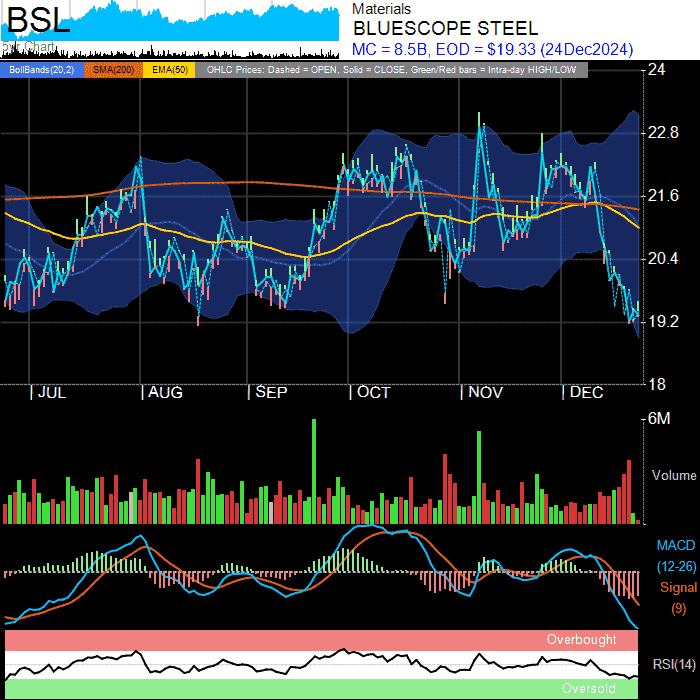 BSL
Materials
BLUESCOPE STEEL
MC = 8.5B, EOD = $19.33 (24Dec2024)
BollBands(20,2) SMA(200) EMA(50) OHLC Prices: Dashed = OPEN, Solid = CLOSE, Green/Red bars = Intra-day HIGH/LOW
24
22.8
21.6
20.4
19.2
18
JUL AUG SEP OCT NOV DEC
6M
Volume
MACD
(12-26)
Signal
(9)
Overbought
RSI(14)
Oversold